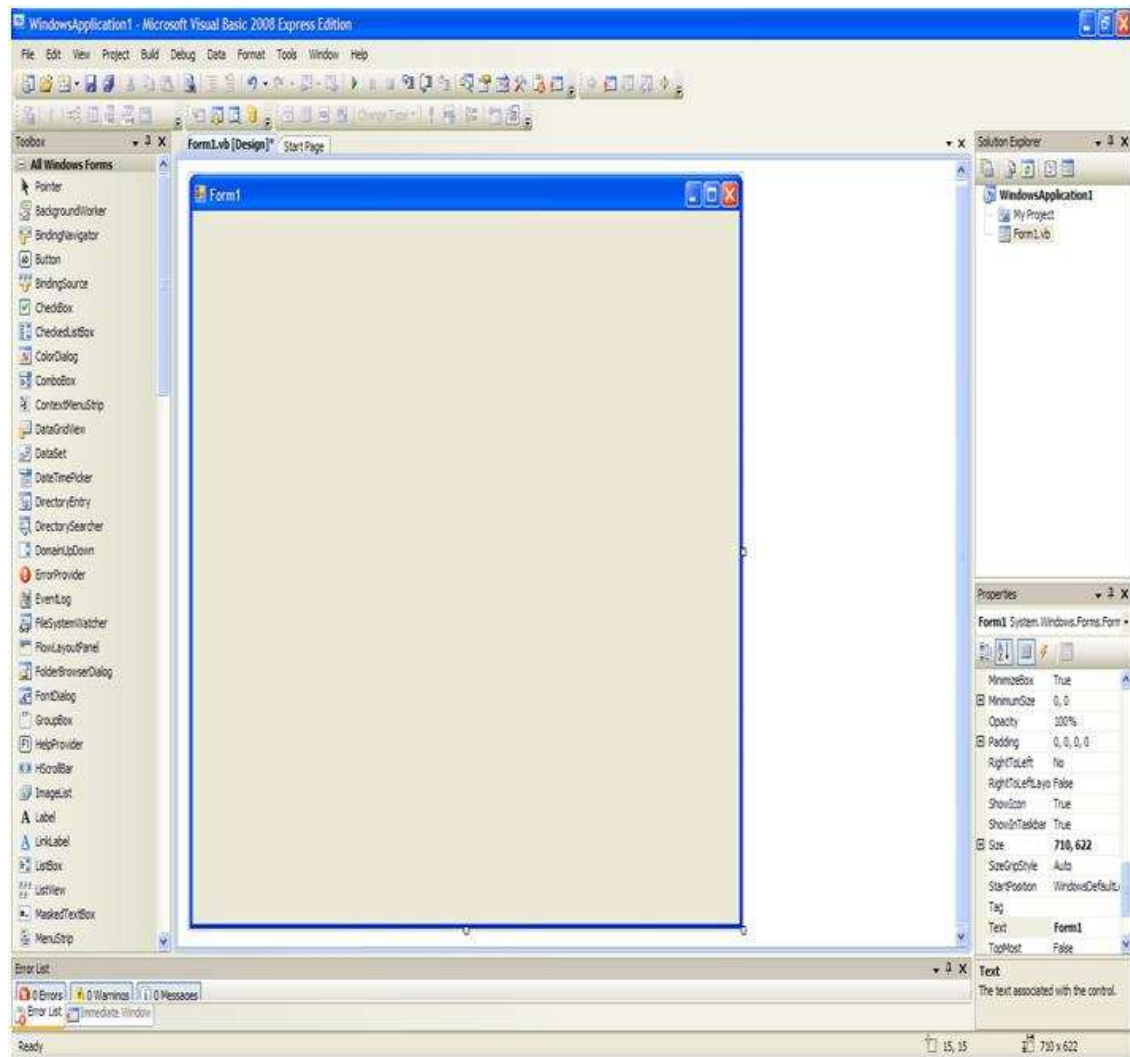 WindowsApplication1 - Microsoft Visual Basic 2008 Express Edition
File Edit View Project Build Debug Data Format Tools Window Help
Change Type
Toolbox
Form1.vb [Design]* Start Page
Solution Explorer
All Windows Forms
Pointer
BackgroundWorker
BindingNavigator
Button
BindingSource
CheckBox
CheckedListBox
ColorDialog
ComboBox
ContextMenuStrip
DataGridView
DataSet
DateTimePicker
DirectoryEntry
DirectorySearcher
DomainUpDown
ErrorProvider
EventLog
FileSystemWatcher
FlowLayoutPanel
FolderBrowserDialog
FontDialog
GroupBox
HelpProvider
HScrollBar
ImageList
Label
LinkLabel
ListBox
ListView
MaskedTextBox
MenuStrip
Form1
WindowsApplication1
My Project
Form1.vb
Properties
Form1 System.Windows.Forms.Form
MinimizeBox True
MinimumSize 0, 0
Opacity 100%
Padding 0, 0, 0, 0
RightToLeft No
RightToLeftLayo False
ShowIcon True
ShowInTaskbar True
Size 710, 622
SizeGripStyle Auto
StartPosition WindowsDefaultL
Tag
Text Form1
TopMost False
Text
The text associated with the control.
Error List
0 Errors 0 Warnings 0 Messages
Error List Immediate Window
Ready 15, 15 710 x 622